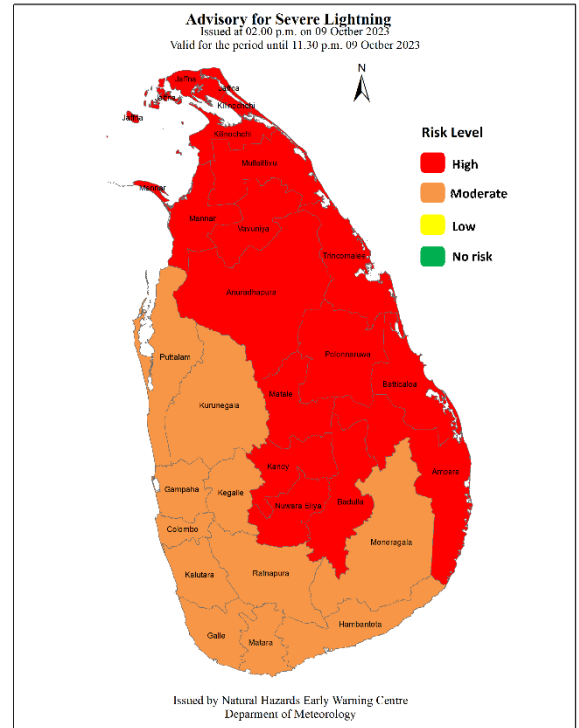 Advisory for Severe Lightning
Issued at 02.00 p.m. on 09 Octber 2023
Valid for the period until 11.30 p.m. 09 Octber 2023
N
Jaffna
Jaffna
Jaffna
Kilinochchi
Jaffna
Kilinochchi
Mullaitivu
Mannar
Mannar
Vavuniya
Trincomalee
Anuradhapura
Puttalam
Polonnaruwa
Batticaloa
Matale
Kurunegala
Kandy
Ampara
Gampaha
Kegalle
Nuwara Eliya
Badulla
Colombo
Moneragala
Kalutara
Ratnapura
Hambantota
Galle
Matara
Risk Level
High
Moderate
Low
No risk
Issued by Natural Hazards Early Warning Centre
Deparment of Meteorology